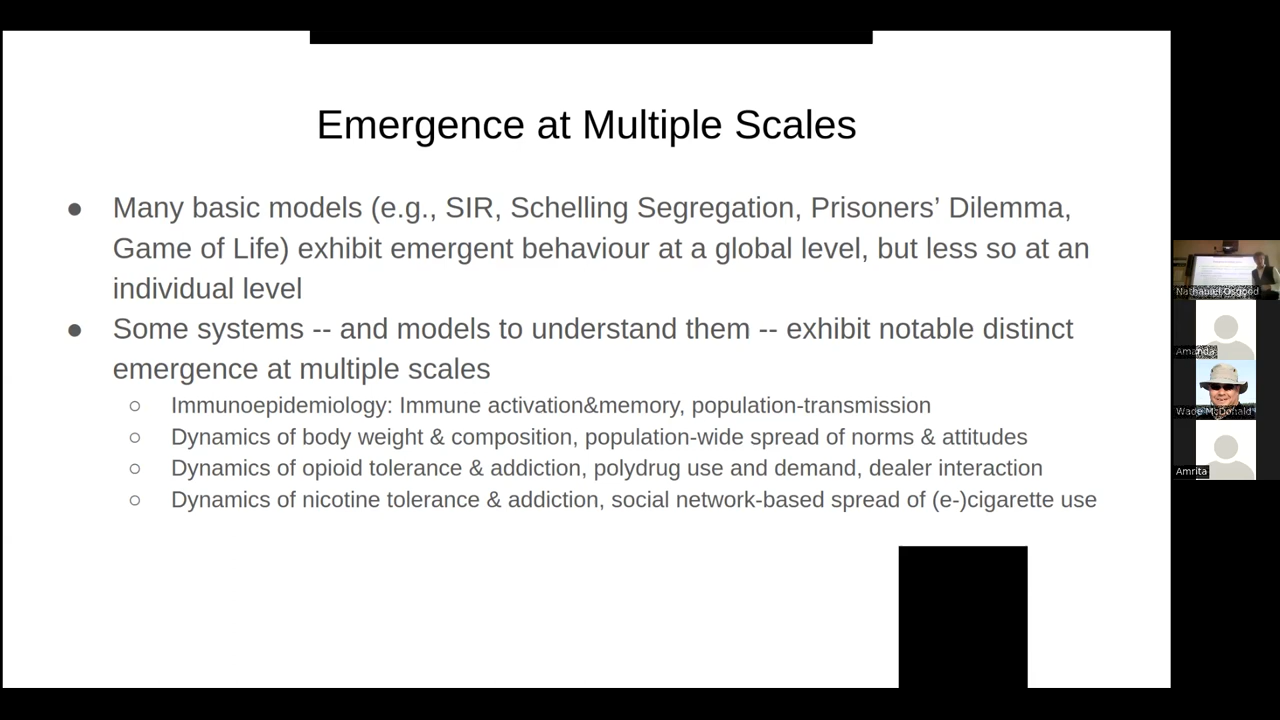 Emergence at Multiple Scales
● Many basic models (e.g., SIR, Schelling Segregation, Prisoners’ Dilemma,
Game of Life) exhibit emergent behaviour at a global level, but less so at an
individual level
● Some systems -- and models to understand them -- exhibit notable distinct
emergence at multiple scales
○ Immunoepidemiology: Immune activation&memory, population-transmission
○ Dynamics of body weight & composition, population-wide spread of norms & attitudes
○ Dynamics of opioid tolerance & addiction, polydrug use and demand, dealer interaction
○ Dynamics of nicotine tolerance & addiction, social network-based spread of (e-)cigarette use
Nathaniel Osgood
Amanda
Wade McDonald
Amrita